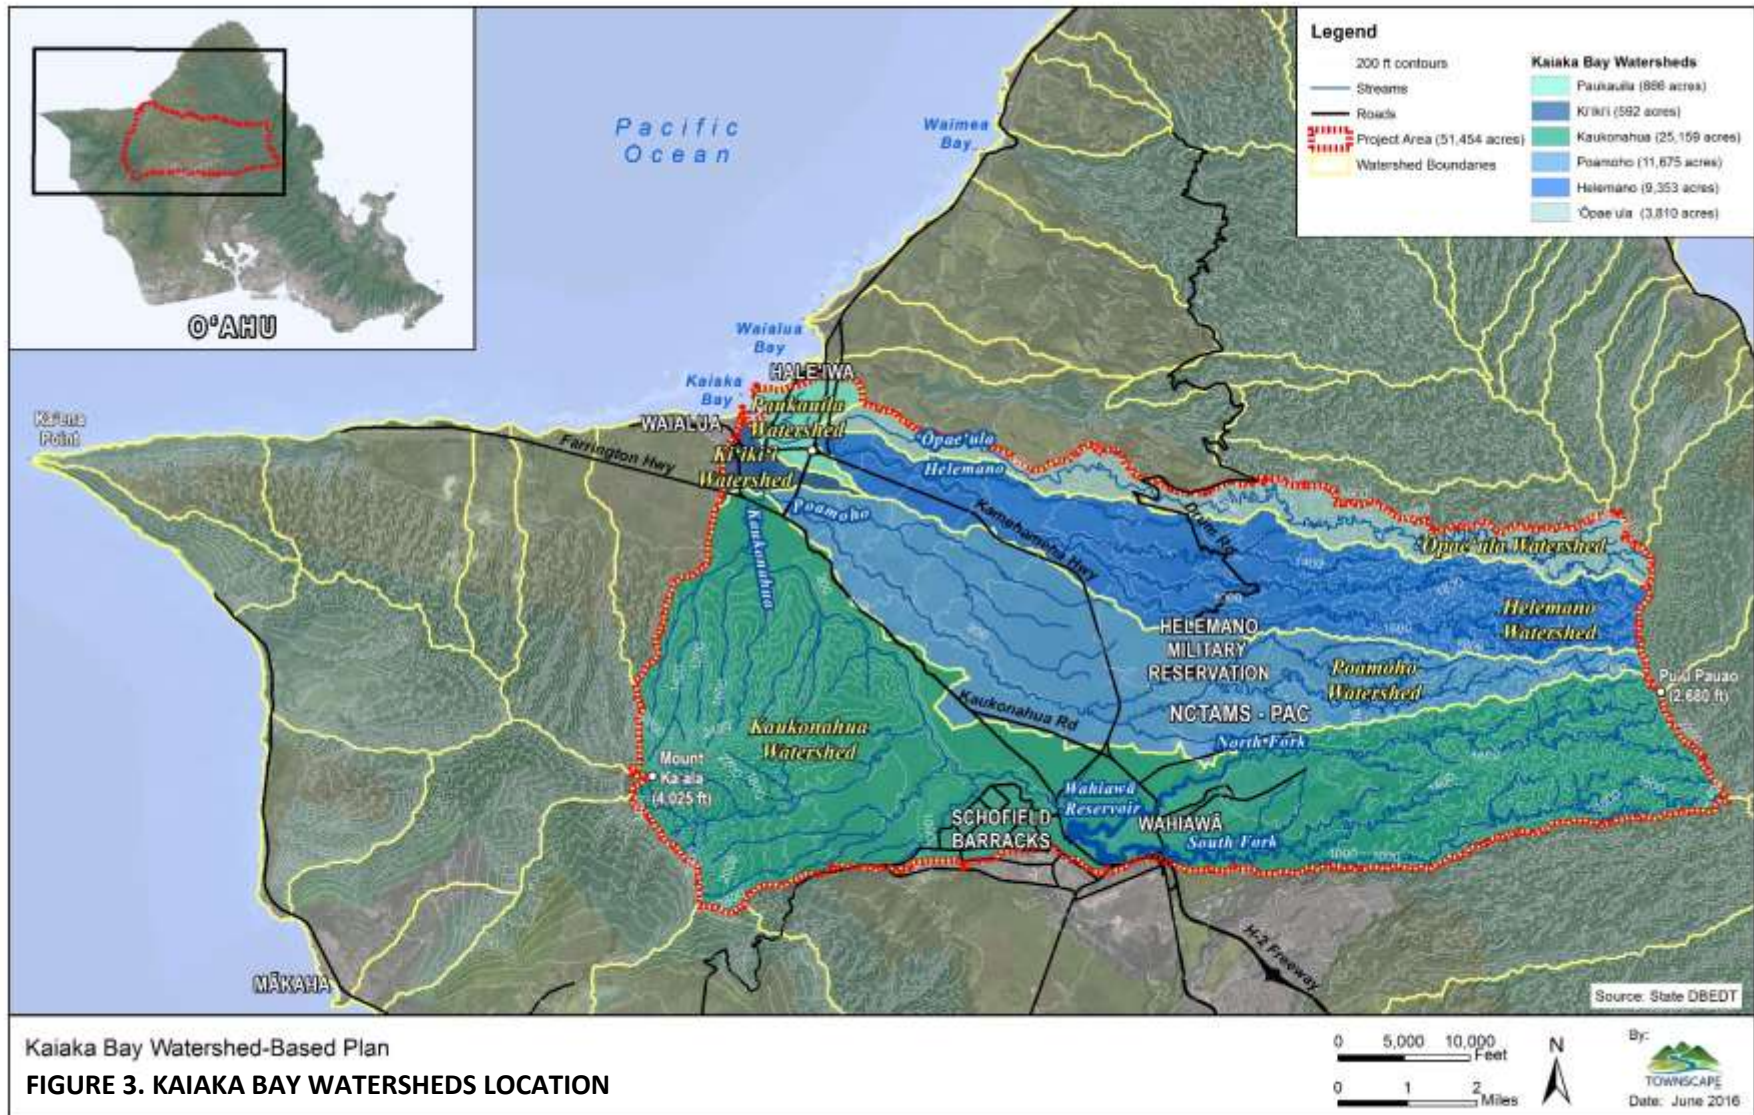 O‘AHU
Pacific
Ocean
Waimea
Bay
Waialua
Bay
Kaiaka
Bay
HALE‘IWA
WAIALUA
Ka‘ena
Point
Farrington Hwy
Paukauila
Watershed
Ki‘iki‘i
Watershed
‘Ōpae‘ula
Helemano
Poamoho
Kaukonahua
Kamehameha Hwy
Drum Rd
‘Ōpae‘ula Watershed
Helemano
Watershed
HELEMANO
MILITARY
RESERVATION
Poamoho
Watershed
NCTAMS - PAC
(2,680 ft)
Kaukonahua Rd
North Fork
Kaukonahua
Watershed
Mount
Ka‘ala
(4,025 ft)
Wahiawā
Reservoir
SCHOFIELD
BARRACKS
WAHIAWĀ
South Fork
H-2 Freeway
MĀKAHA
Legend
200 ft contours
Streams
Roads
Project Area (51,454 acres)
Watershed Boundaries
Kaiaka Bay Watersheds
Paukauila (866 acres)
Ki‘iki‘i (592 acres)
Kaukonahua (25,159 acres)
Poamoho (11,675 acres)
Helemano (9,353 acres)
‘Ōpae‘ula (3,810 acres)
Source: State DBEDT
Kaiaka Bay Watershed-Based Plan
FIGURE 3. KAIAKA BAY WATERSHEDS LOCATION
0 5,000 10,000
Feet
0 1 2
Miles
N
By:
TOWNSCAPE
Date: June 2016